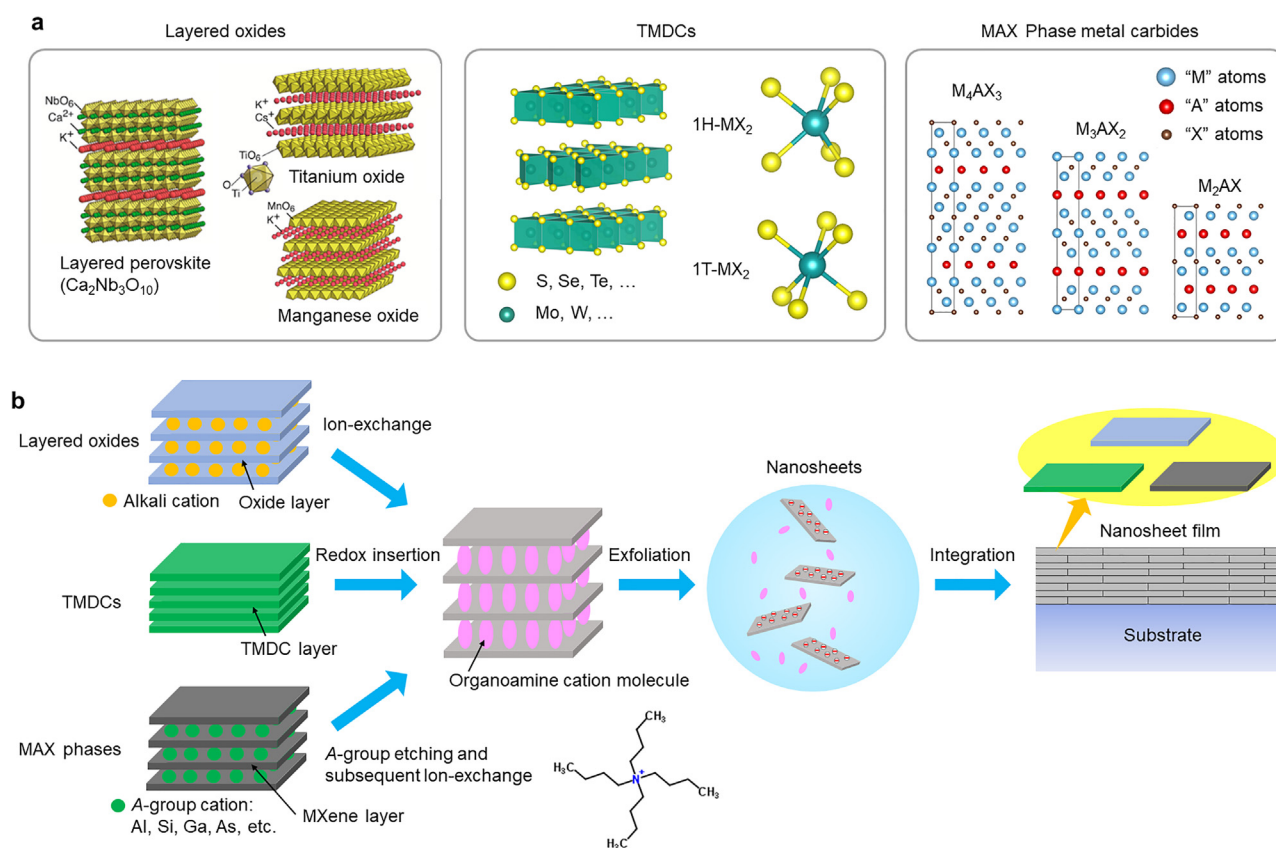 a
Layered oxides
NbO₆
Ca²⁺
K⁺
Layered perovskite
(Ca₂Nb₃O₁₀)
K⁺
Cs⁺
TiO₆
O
Ti
Titanium oxide
MnO₆
K⁺
Manganese oxide
TMDCs
1H-MX₂
1T-MX₂
S, Se, Te, …
Mo, W, …
MAX Phase metal carbides
M₄AX₃
M₃AX₂
M₂AX
“M” atoms
“A” atoms
“X” atoms
b
Layered oxides
Alkali cation
Oxide layer
Ion-exchange
TMDCs
TMDC layer
Redox insertion
MAX phases
A-group cation:
Al, Si, Ga, As, etc.
MXene layer
A-group etching and
subsequent Ion-exchange
Organoamine cation molecule
CH₃
H₃C
N⁺
CH₃
H₃C
Exfoliation
Nanosheets
Integration
Nanosheet film
Substrate